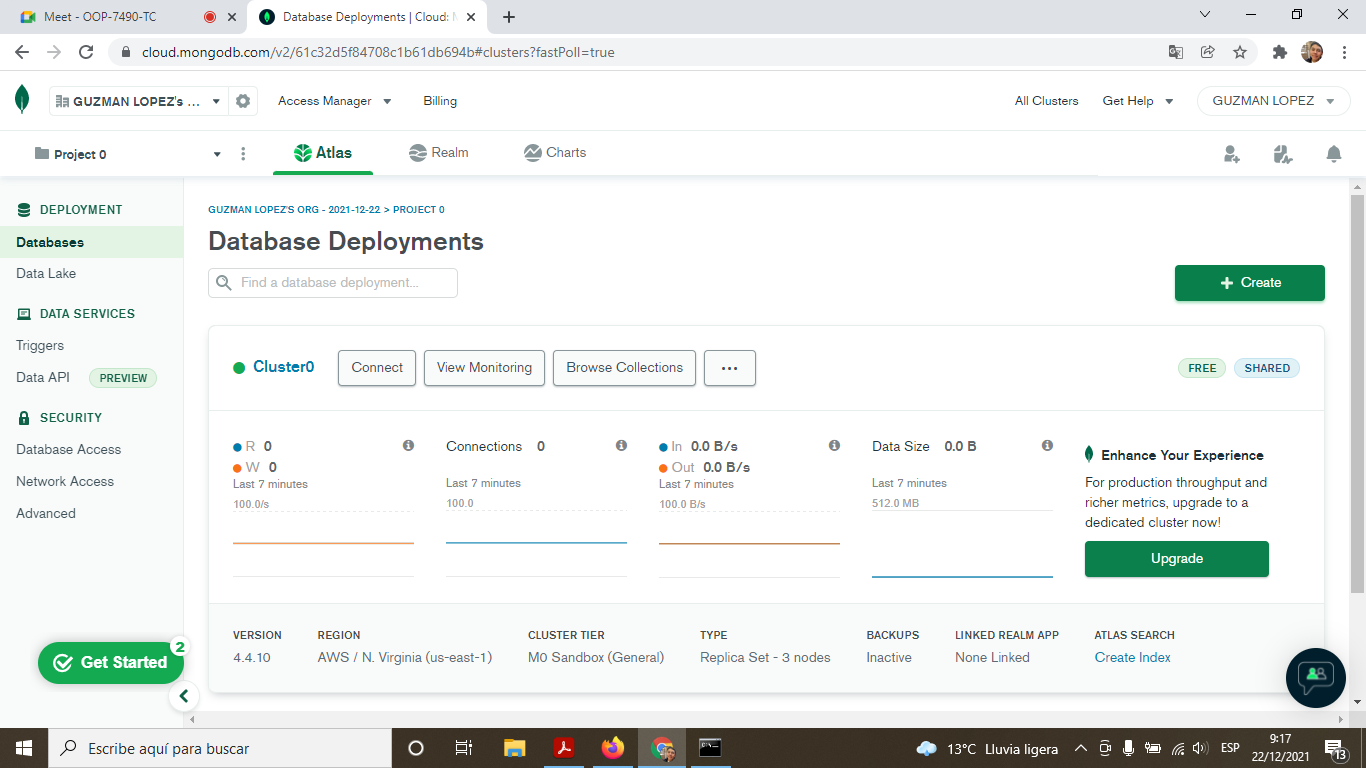 Meet - OOP-7490-TC
Database Deployments | Cloud: M
cloud.mongodb.com/v2/61c32d5f84708c1b61db694b#clusters?fastPoll=true
GUZMAN LOPEZ's ...
Access Manager
Billing
All Clusters
Get Help
GUZMAN LOPEZ
Project 0
Atlas
Realm
Charts
DEPLOYMENT
Databases
Data Lake
DATA SERVICES
Triggers
Data API
PREVIEW
SECURITY
Database Access
Network Access
Advanced
Get Started
2
GUZMAN LOPEZ'S ORG - 2021-12-22 > PROJECT 0
Database Deployments
Find a database deployment...
+ Create
Cluster0
Connect
View Monitoring
Browse Collections
...
FREE
SHARED
R 0
W 0
Last 7 minutes
100.0/s
Connections 0
Last 7 minutes
100.0
In 0.0 B/s
Out 0.0 B/s
Last 7 minutes
100.0 B/s
Data Size 0.0 B
Last 7 minutes
512.0 MB
Enhance Your Experience
For production throughput and
richer metrics, upgrade to a
dedicated cluster now!
Upgrade
VERSION
4.4.10
REGION
AWS / N. Virginia (us-east-1)
CLUSTER TIER
M0 Sandbox (General)
TYPE
Replica Set - 3 nodes
BACKUPS
Inactive
LINKED REALM APP
None Linked
ATLAS SEARCH
Create Index
Escribe aquí para buscar
13°C Lluvia ligera
ESP
9:17
22/12/2021
13